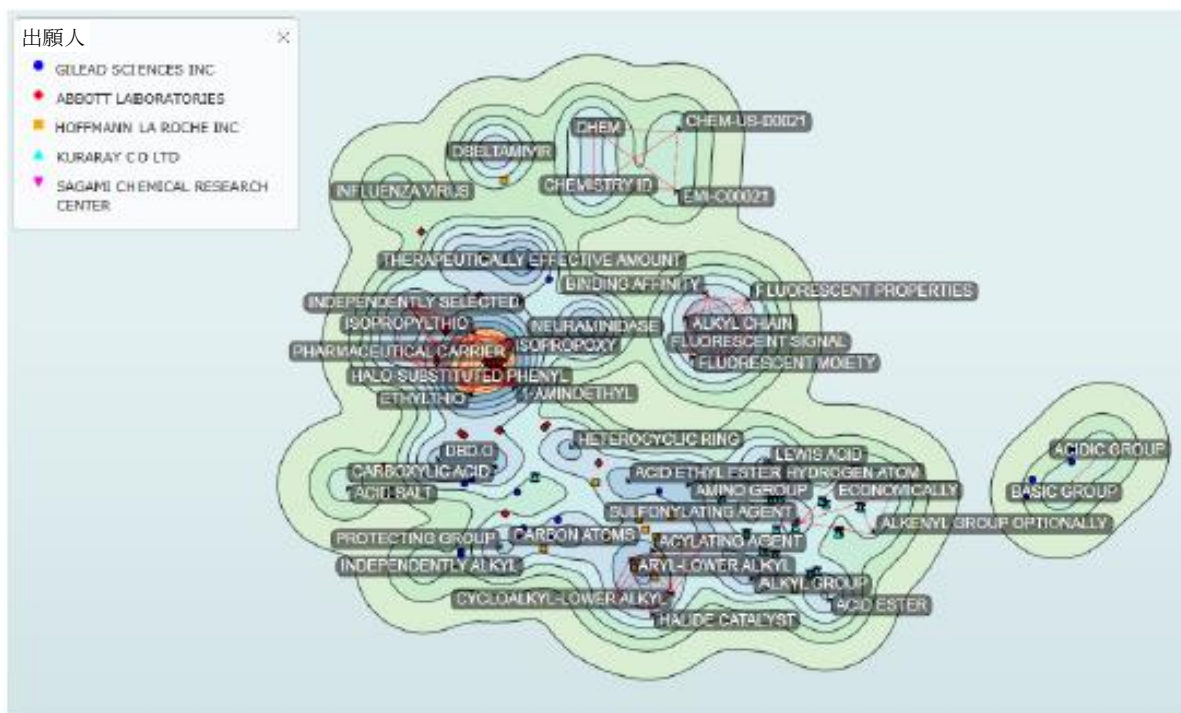 出願人
GILEAD SCIENCES INC
ABBOTT LABORATORIES
HOFFMANN LA ROCHE INC
KURARAY CO LTD
SAGAMI CHEMICAL RESEARCH
CENTER
CHEM
CHEM-US-00021
OSELTAMIVIR
INFLUENZA VIRUS
CHEMISTRY ID
EMI-C00021
THERAPEUTICALLY EFFECTIVE AMOUNT
BINDING AFFINITY
FLUORESCENT PROPERTIES
INDEPENDENTLY SELECTED
ISOPROPYLTHIO
NEURAMINIDASE
ALKYL CHAIN
ISOPROPOXY
FLUORESCENT SIGNAL
PHARMACEUTICAL CARRIER
FLUORESCENT MOIETY
HALO-SUBSTITUTED PHENYL
ETHYLTHIO
1-AMINOETHYL
HETEROCYCLIC RING
ACIDIC GROUP
DBD.O
LEWIS ACID
CARBOXYLIC ACID
ACID ETHYL ESTER
HYDROGEN ATOM
ACID SALT
AMINO GROUP
ECONOMICALLY
BASIC GROUP
SULFONYLATING AGENT
ALKENYL GROUP OPTIONALLY
PROTECTING GROUP
CARBON ATOMS
ACYLATING AGENT
INDEPENDENTLY ALKYL
ARYL-LOWER ALKYL
ALKYL GROUP
CYCLOALKYL-LOWER ALKYL
ACID ESTER
HALIDE CATALYST